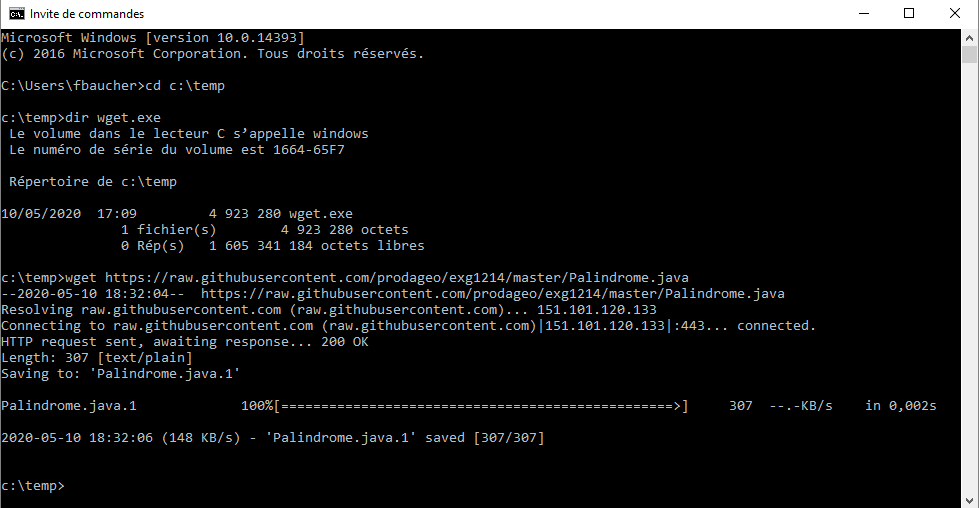 Invite de commandes
Microsoft Windows [version 10.0.14393]
(c) 2016 Microsoft Corporation. Tous droits réservés.
C:\Users\fbaucher>cd c:\temp
c:\temp>dir wget.exe
Le volume dans le lecteur C s’appelle windows
Le numéro de série du volume est 1664-65F7
Répertoire de c:\temp
10/05/2020  17:09         4 923 280 wget.exe
1 fichier(s)        4 923 280 octets
0 Rép(s)   1 605 341 184 octets libres
c:\temp>wget https://raw.githubusercontent.com/prodageo/exg1214/master/Palindrome.java
--2020-05-10 18:32:04--  https://raw.githubusercontent.com/prodageo/exg1214/master/Palindrome.java
Resolving raw.githubusercontent.com (raw.githubusercontent.com)... 151.101.120.133
Connecting to raw.githubusercontent.com (raw.githubusercontent.com)|151.101.120.133|:443... connected.
HTTP request sent, awaiting response... 200 OK
Length: 307 [text/plain]
Saving to: 'Palindrome.java.1'
Palindrome.java.1             100%[=================================================>]     307  --.-KB/s    in 0,002s
2020-05-10 18:32:06 (148 KB/s) - 'Palindrome.java.1' saved [307/307]
c:\temp>